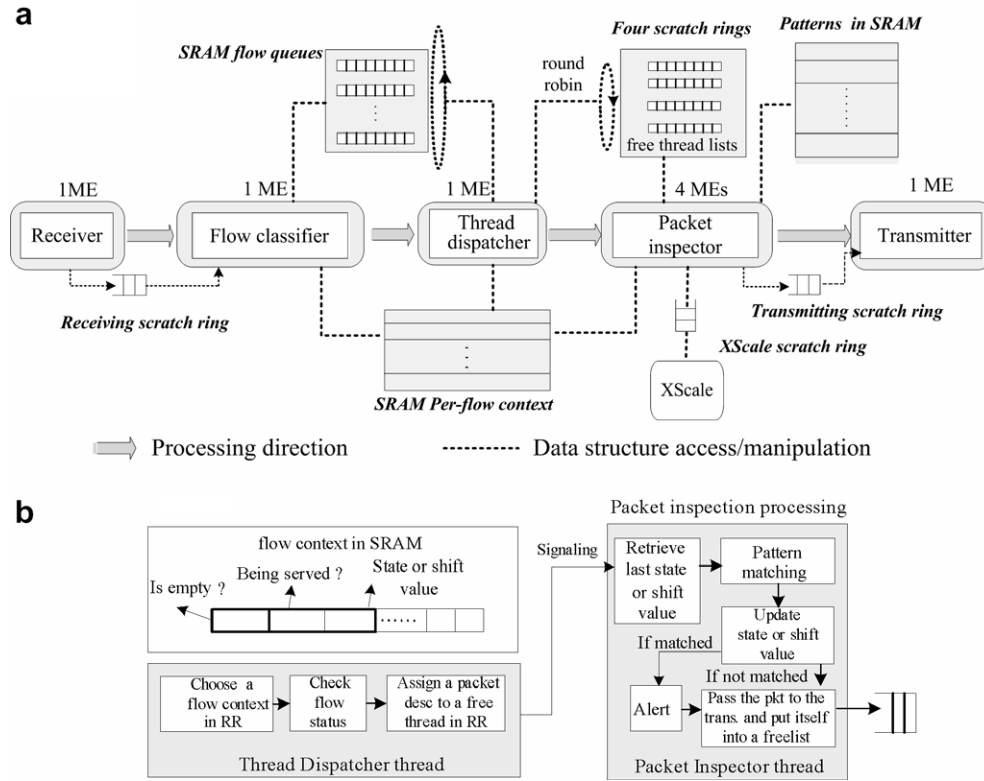 a
SRAM flow queues
Four scratch rings
Patterns in SRAM
round
robin
free thread lists
1ME
1 ME
1 ME
4 MEs
1 ME
Receiver
Flow classifier
Thread
dispatcher
Packet
inspector
Transmitter
Receiving scratch ring
Transmitting scratch ring
XScale scratch ring
XScale
SRAM Per-flow context
Processing direction
Data structure access/manipulation
b
flow context in SRAM
Is empty ?
Being served ?
State or shift
value
Choose a
flow context
in RR
Check
flow
status
Assign a packet
desc to a free
thread in RR
Thread Dispatcher thread
Signaling
Packet inspection processing
Retrieve
last state
or shift
value
Pattern
matching
Update
state or shift
value
If matched
If not matched
Alert
Pass the pkt to the
trans. and put itself
into a freelist
Packet Inspector thread